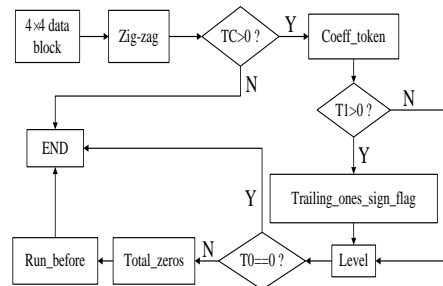 4×4 data
block
Zig-zag
TC>0 ?
Y
Coeff_token
N
T1>0 ?
N
END
Y
Y
Trailing_ones_sign_flag
Run_before
Total_zeros
N
T0==0 ?
Level